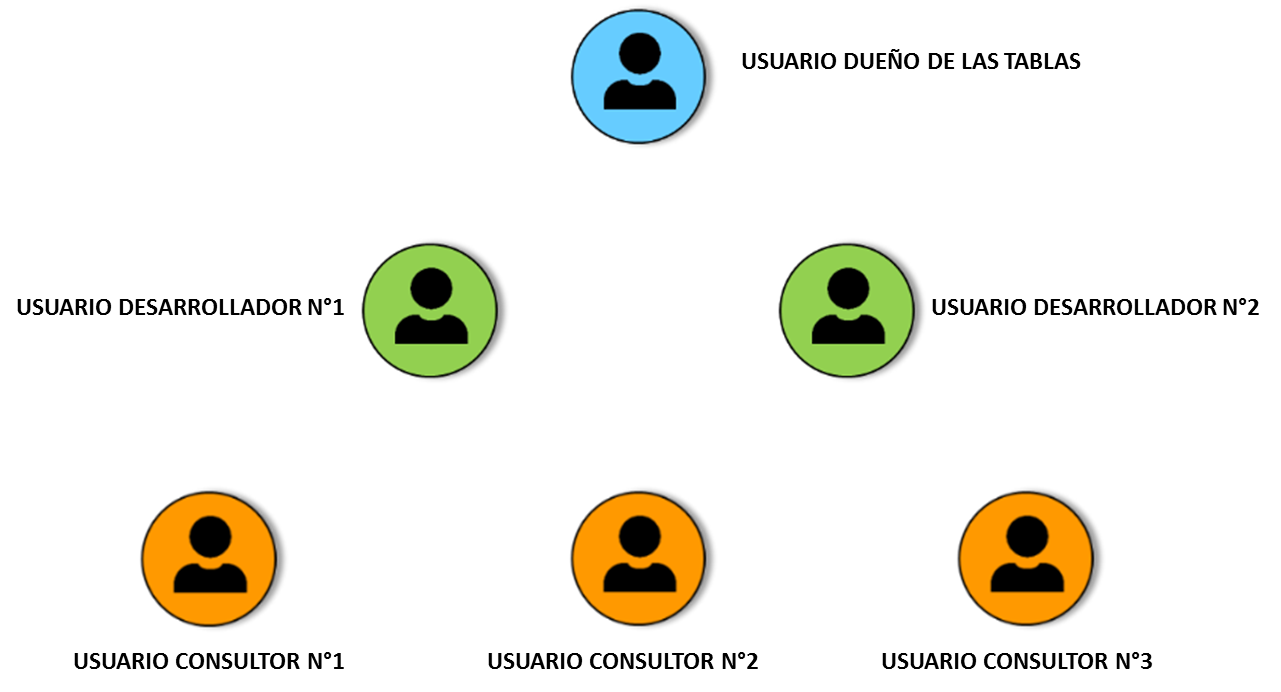 USUARIO DUEÑO DE LAS TABLAS
USUARIO DESARROLLADOR N°1
USUARIO DESARROLLADOR N°2
USUARIO CONSULTOR N°1
USUARIO CONSULTOR N°2
USUARIO CONSULTOR N°3